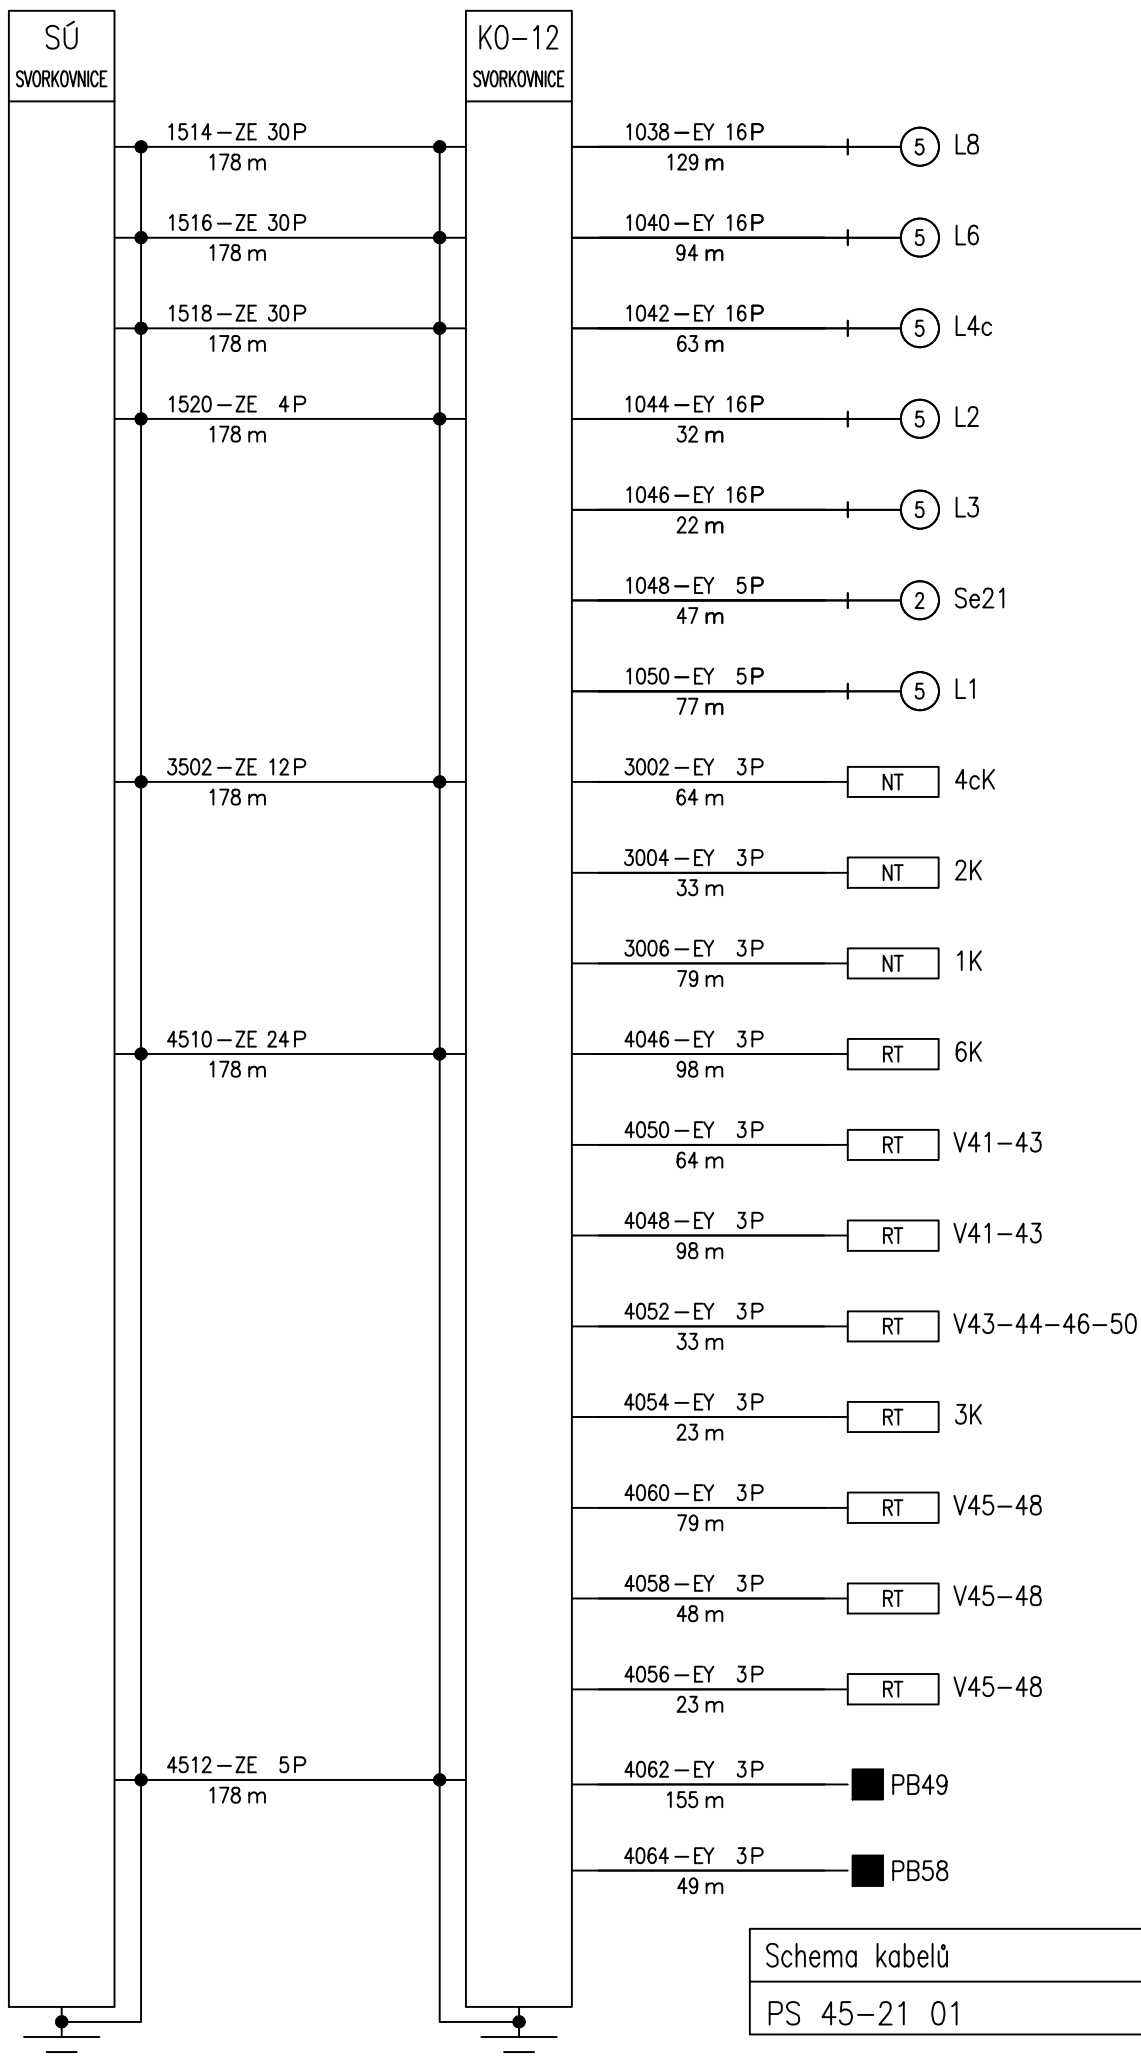 SÚ
SVORKOVNICE
KO-12
SVORKOVNICE
1514-ZE 30P
178 m
1516-ZE 30P
178 m
1518-ZE 30P
178 m
1520-ZE 4P
178 m
3502-ZE 12P
178 m
4510-ZE 24P
178 m
4512-ZE 5P
178 m
1038-EY 16P
129 m
5 L8
1040-EY 16P
94 m
5 L6
1042-EY 16P
63 m
5 L4c
1044-EY 16P
32 m
5 L2
1046-EY 16P
22 m
5 L3
1048-EY 5P
47 m
2 Se21
1050-EY 5P
77 m
5 L1
3002-EY 3P
64 m
NT 4cK
3004-EY 3P
33 m
NT 2K
3006-EY 3P
79 m
NT 1K
4046-EY 3P
98 m
RT 6K
4050-EY 3P
64 m
RT V41-43
4048-EY 3P
98 m
RT V41-43
4052-EY 3P
33 m
RT V43-44-46-50
4054-EY 3P
23 m
RT 3K
4060-EY 3P
79 m
RT V45-48
4058-EY 3P
48 m
RT V45-48
4056-EY 3P
23 m
RT V45-48
4062-EY 3P
155 m
PB49
4064-EY 3P
49 m
PB58
Schema kabelů
PS 45-21 01